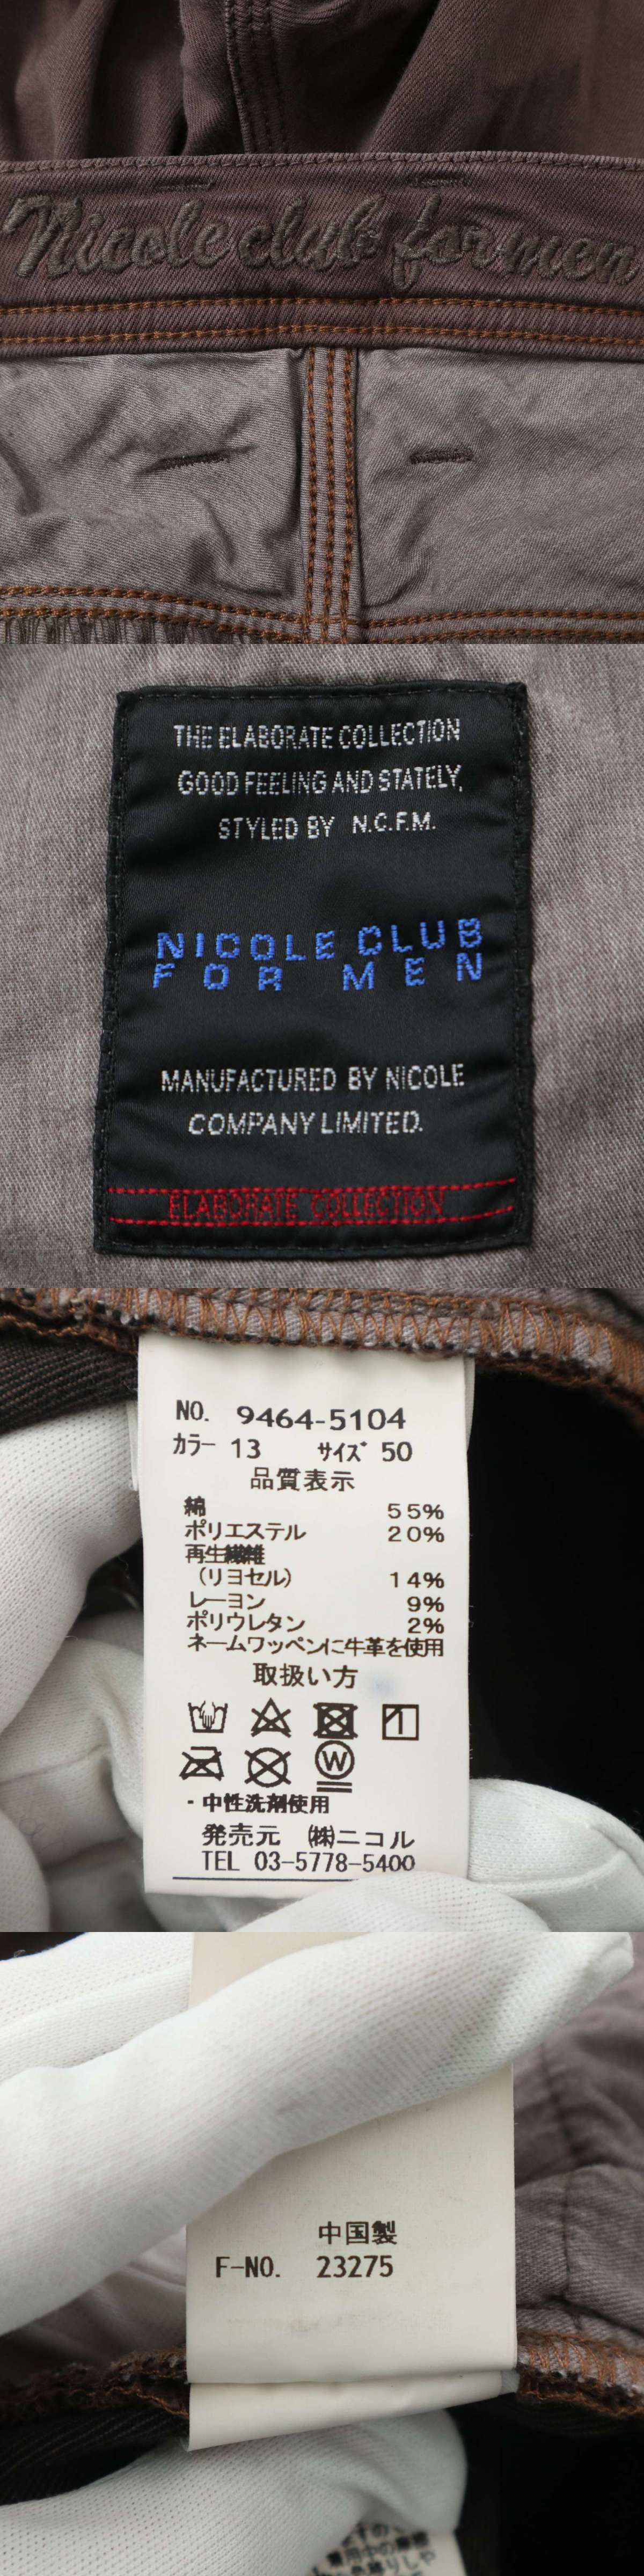 Nicole club for men
THE ELABORATE COLLECTION
GOOD FEELING AND STATELY,
STYLED BY N.C.F.M.
NICOLE CLUB
FOR MEN
MANUFACTURED BY NICOLE
COMPANY LIMITED.
ELABORATE COLLECTION
NO. 9464-5104
カラー 13 サイズ 50
品質表示
綿 55%
ポリエステル 20%
再生繊維
(リヨセル) 14%
レーヨン 9%
ポリウレタン 2%
ネームワッペンに牛革を使用
取扱い方
W
・中性洗剤使用
発売元 ㈱ニコル
TEL 03-5778-5400
中国製
F-NO. 23275